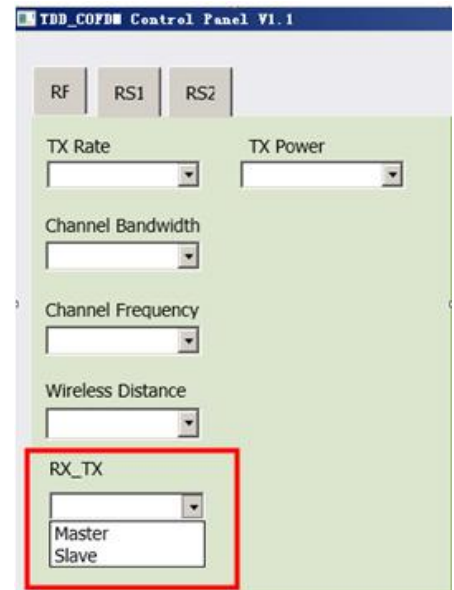 TDD_COFDM Control Panel V1.1
RF RS1 RS2
TX Rate TX Power
Channel Bandwidth
Channel Frequency
Wireless Distance
RX_TX
Master
Slave